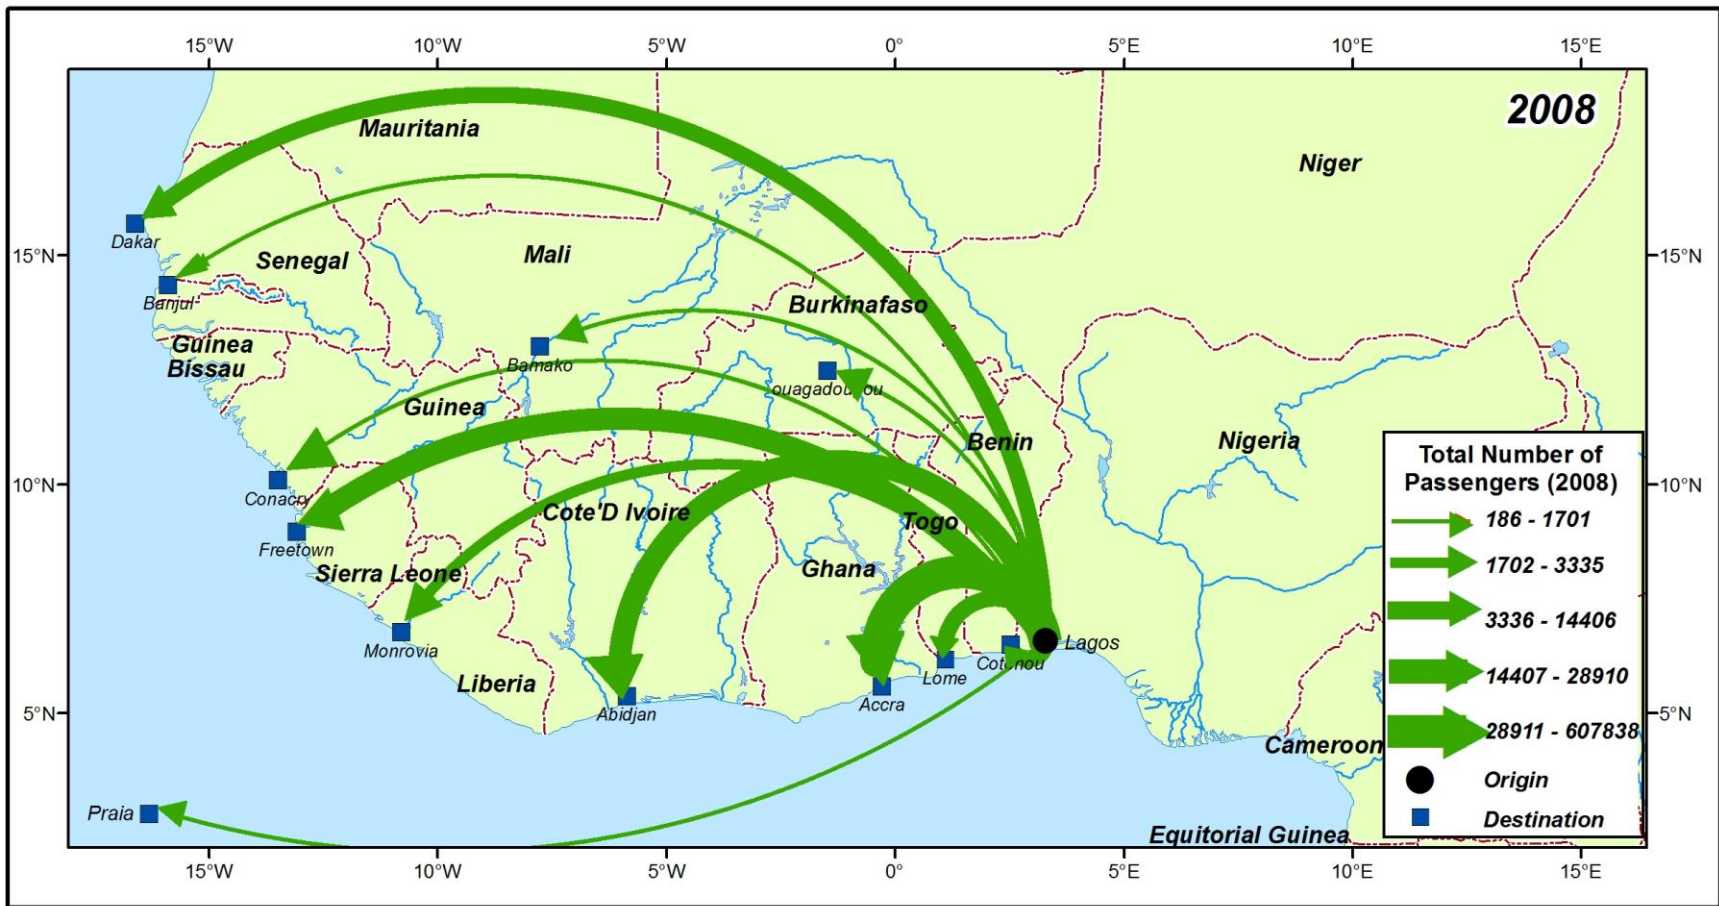 15°W 10°W 5°W 0° 5°E 10°E 15°E
2008
Mauritania
Niger
Dakar
15°N
Senegal
Mali
15°N
Banjul
Burkinafaso
Guinea
Bissau
Bamako
ouagadougou
Guinea
Benin
Nigeria
Total Number of
Passengers (2008)
10°N
Conacry
10°N
186 - 1701
Cote'D Ivoire
Togo
Freetown
1702 - 3335
Sierra Leone
Ghana
3336 - 14406
Monrovia
Lagos
Cotonou
Lome
14407 - 28910
Liberia
Accra
5°N
Abidjan
5°N
28911 - 607838
Cameroon
Origin
Praia
Destination
Equitorial Guinea
15°W 10°W 5°W 0° 5°E 10°E 15°E